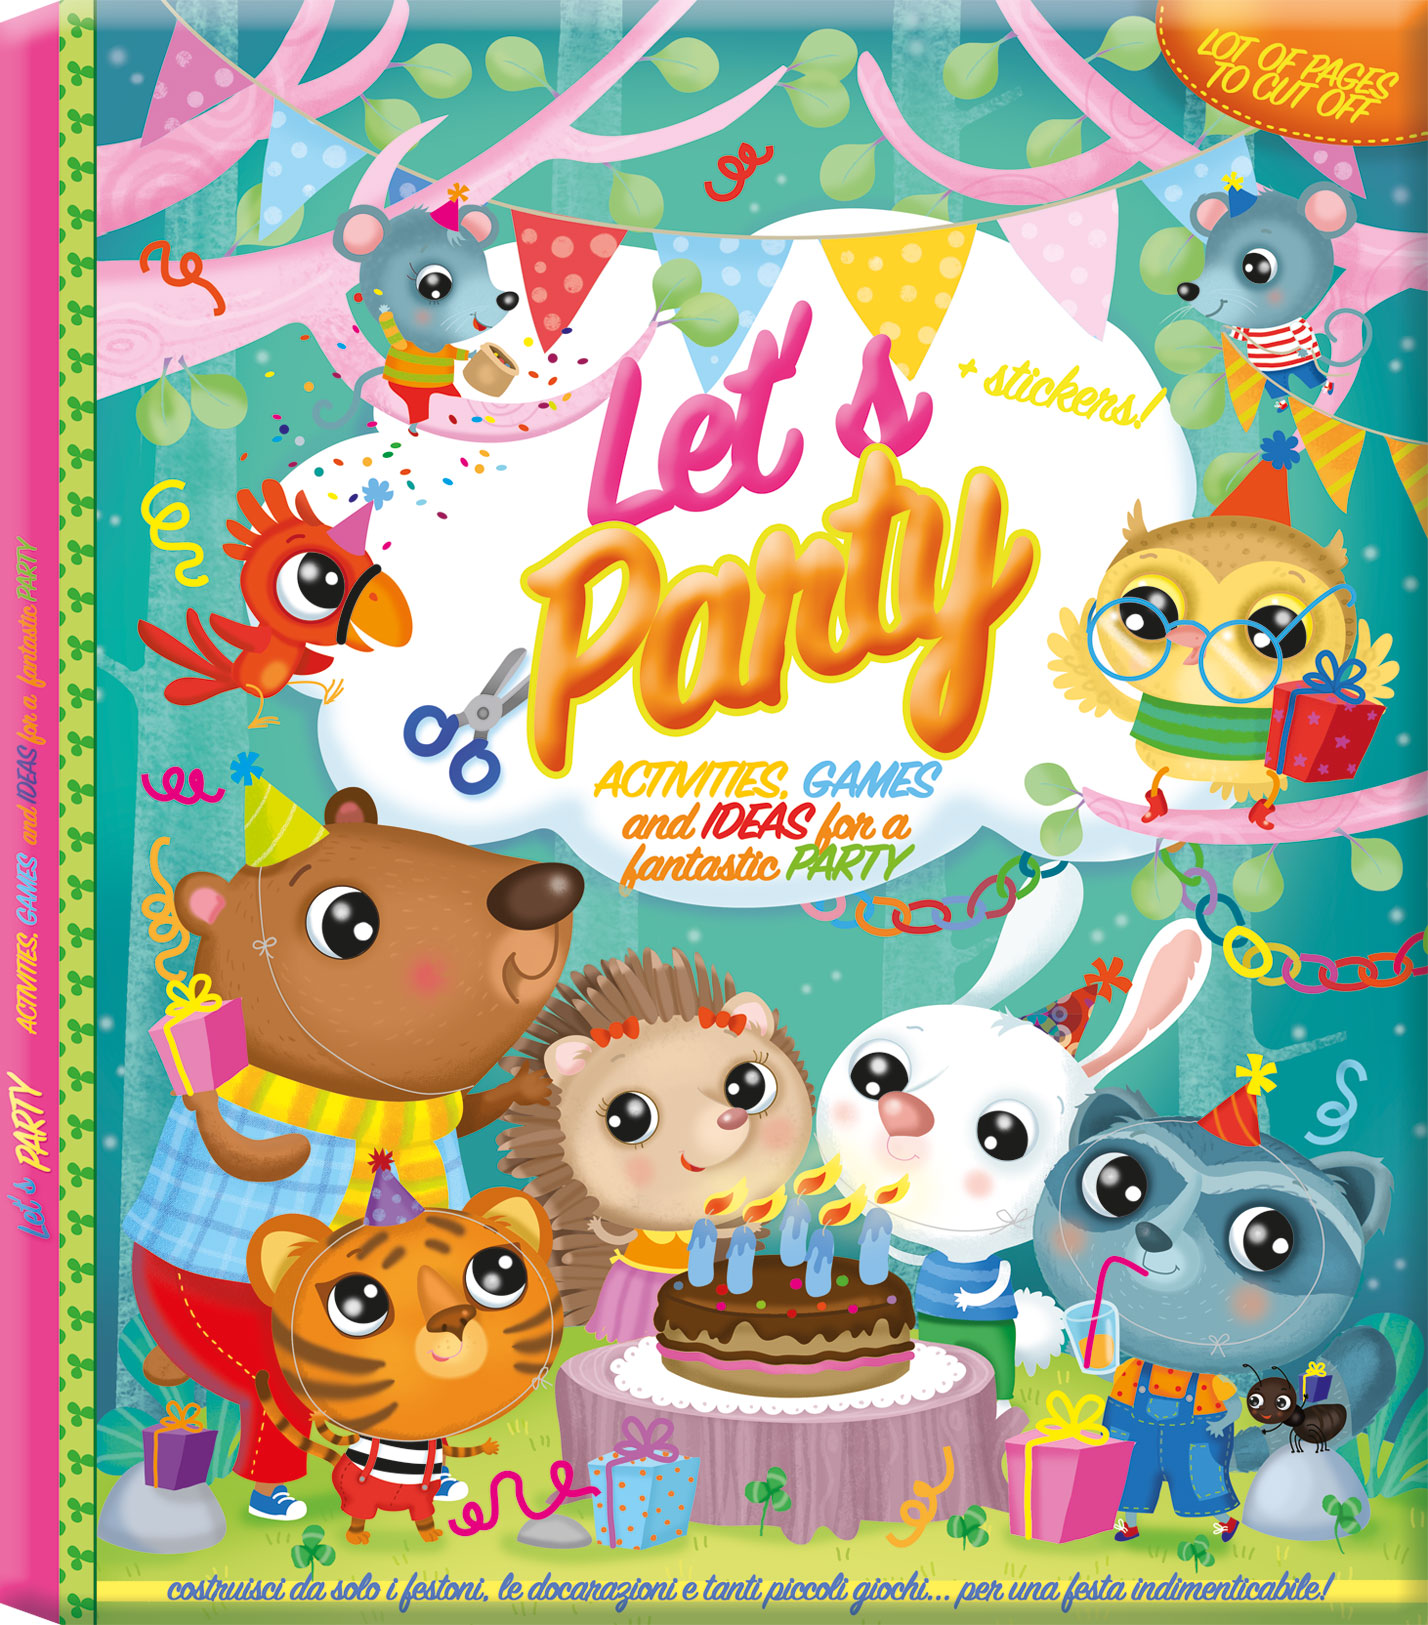 LOT OF PAGES
TO CUT OFF
Let's
+ stickers!
Party
ACTIVITIES, GAMES
and IDEAS for a
fantastic PARTY
costruisci da solo i festoni, le docarazioni e tanti piccoli giochi... per una festa indimenticabile!
Let's PARTY ACTIVITIES, GAMES and IDEAS for a fantastic PARTY